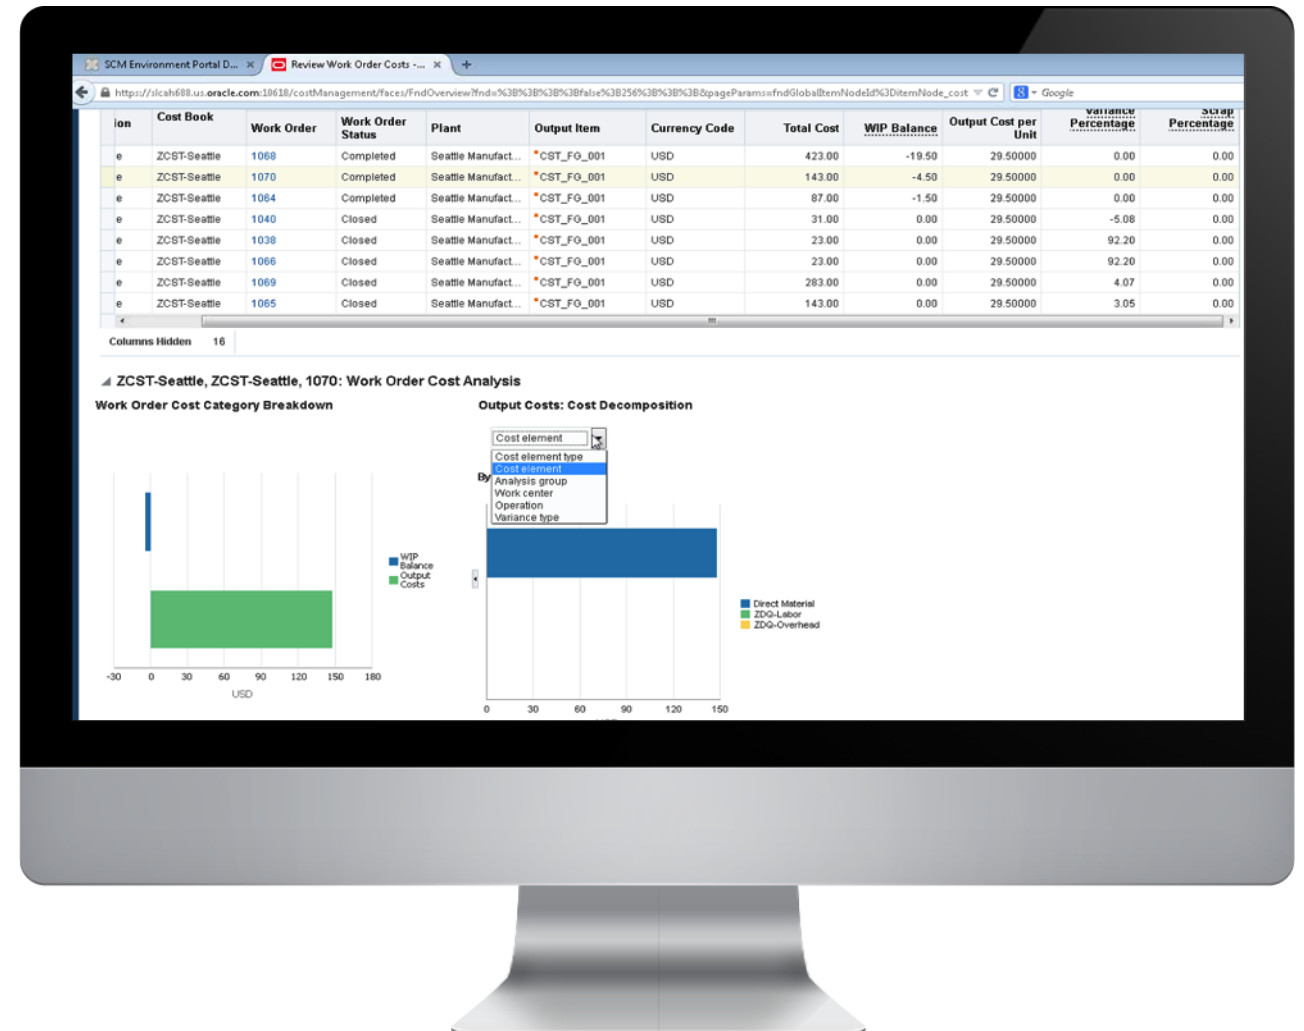 SCM Environment Portal D... × Review Work Order Costs -... × +
https://slcah688.us.oracle.com:18618/costManagement/faces/FndOverview?fnd=%3B%3B%3B%3Bfalse%3B256%3B%3B%3B&pageParams=fndGlobalItemNodeId%3DitemNode_cost 8 Google
ion Cost Book Work Order Work Order Status Plant Output Item Currency Code Total Cost WIP Balance Output Cost per Unit Variance Percentage Scrap Percentage
e ZCST-Seattle 1068 Completed Seattle Manufact... *CST_FG_001 USD 423.00 -19.50 29.50000 0.00 0.00
e ZCST-Seattle 1070 Completed Seattle Manufact... *CST_FG_001 USD 143.00 -4.50 29.50000 0.00 0.00
e ZCST-Seattle 1064 Completed Seattle Manufact... *CST_FG_001 USD 87.00 -1.50 29.50000 0.00 0.00
e ZCST-Seattle 1040 Closed Seattle Manufact... *CST_FG_001 USD 31.00 0.00 29.50000 -5.08 0.00
e ZCST-Seattle 1038 Closed Seattle Manufact... *CST_FG_001 USD 23.00 0.00 29.50000 92.20 0.00
e ZCST-Seattle 1066 Closed Seattle Manufact... *CST_FG_001 USD 23.00 0.00 29.50000 92.20 0.00
e ZCST-Seattle 1069 Closed Seattle Manufact... *CST_FG_001 USD 283.00 0.00 29.50000 4.07 0.00
e ZCST-Seattle 1065 Closed Seattle Manufact... *CST_FG_001 USD 143.00 0.00 29.50000 3.05 0.00
Columns Hidden 16
ZCST-Seattle, ZCST-Seattle, 1070: Work Order Cost Analysis
Work Order Cost Category Breakdown
WIP
Balance
Output
Costs
-30 0 30 60 90 120 150 180
USD
Output Costs: Cost Decomposition
Cost element
Cost element type
Cost element
By
Analysis group
Work center
Operation
Variance type
Direct Material
ZDQ-Labor
ZDQ-Overhead
0 30 60 90 120 150